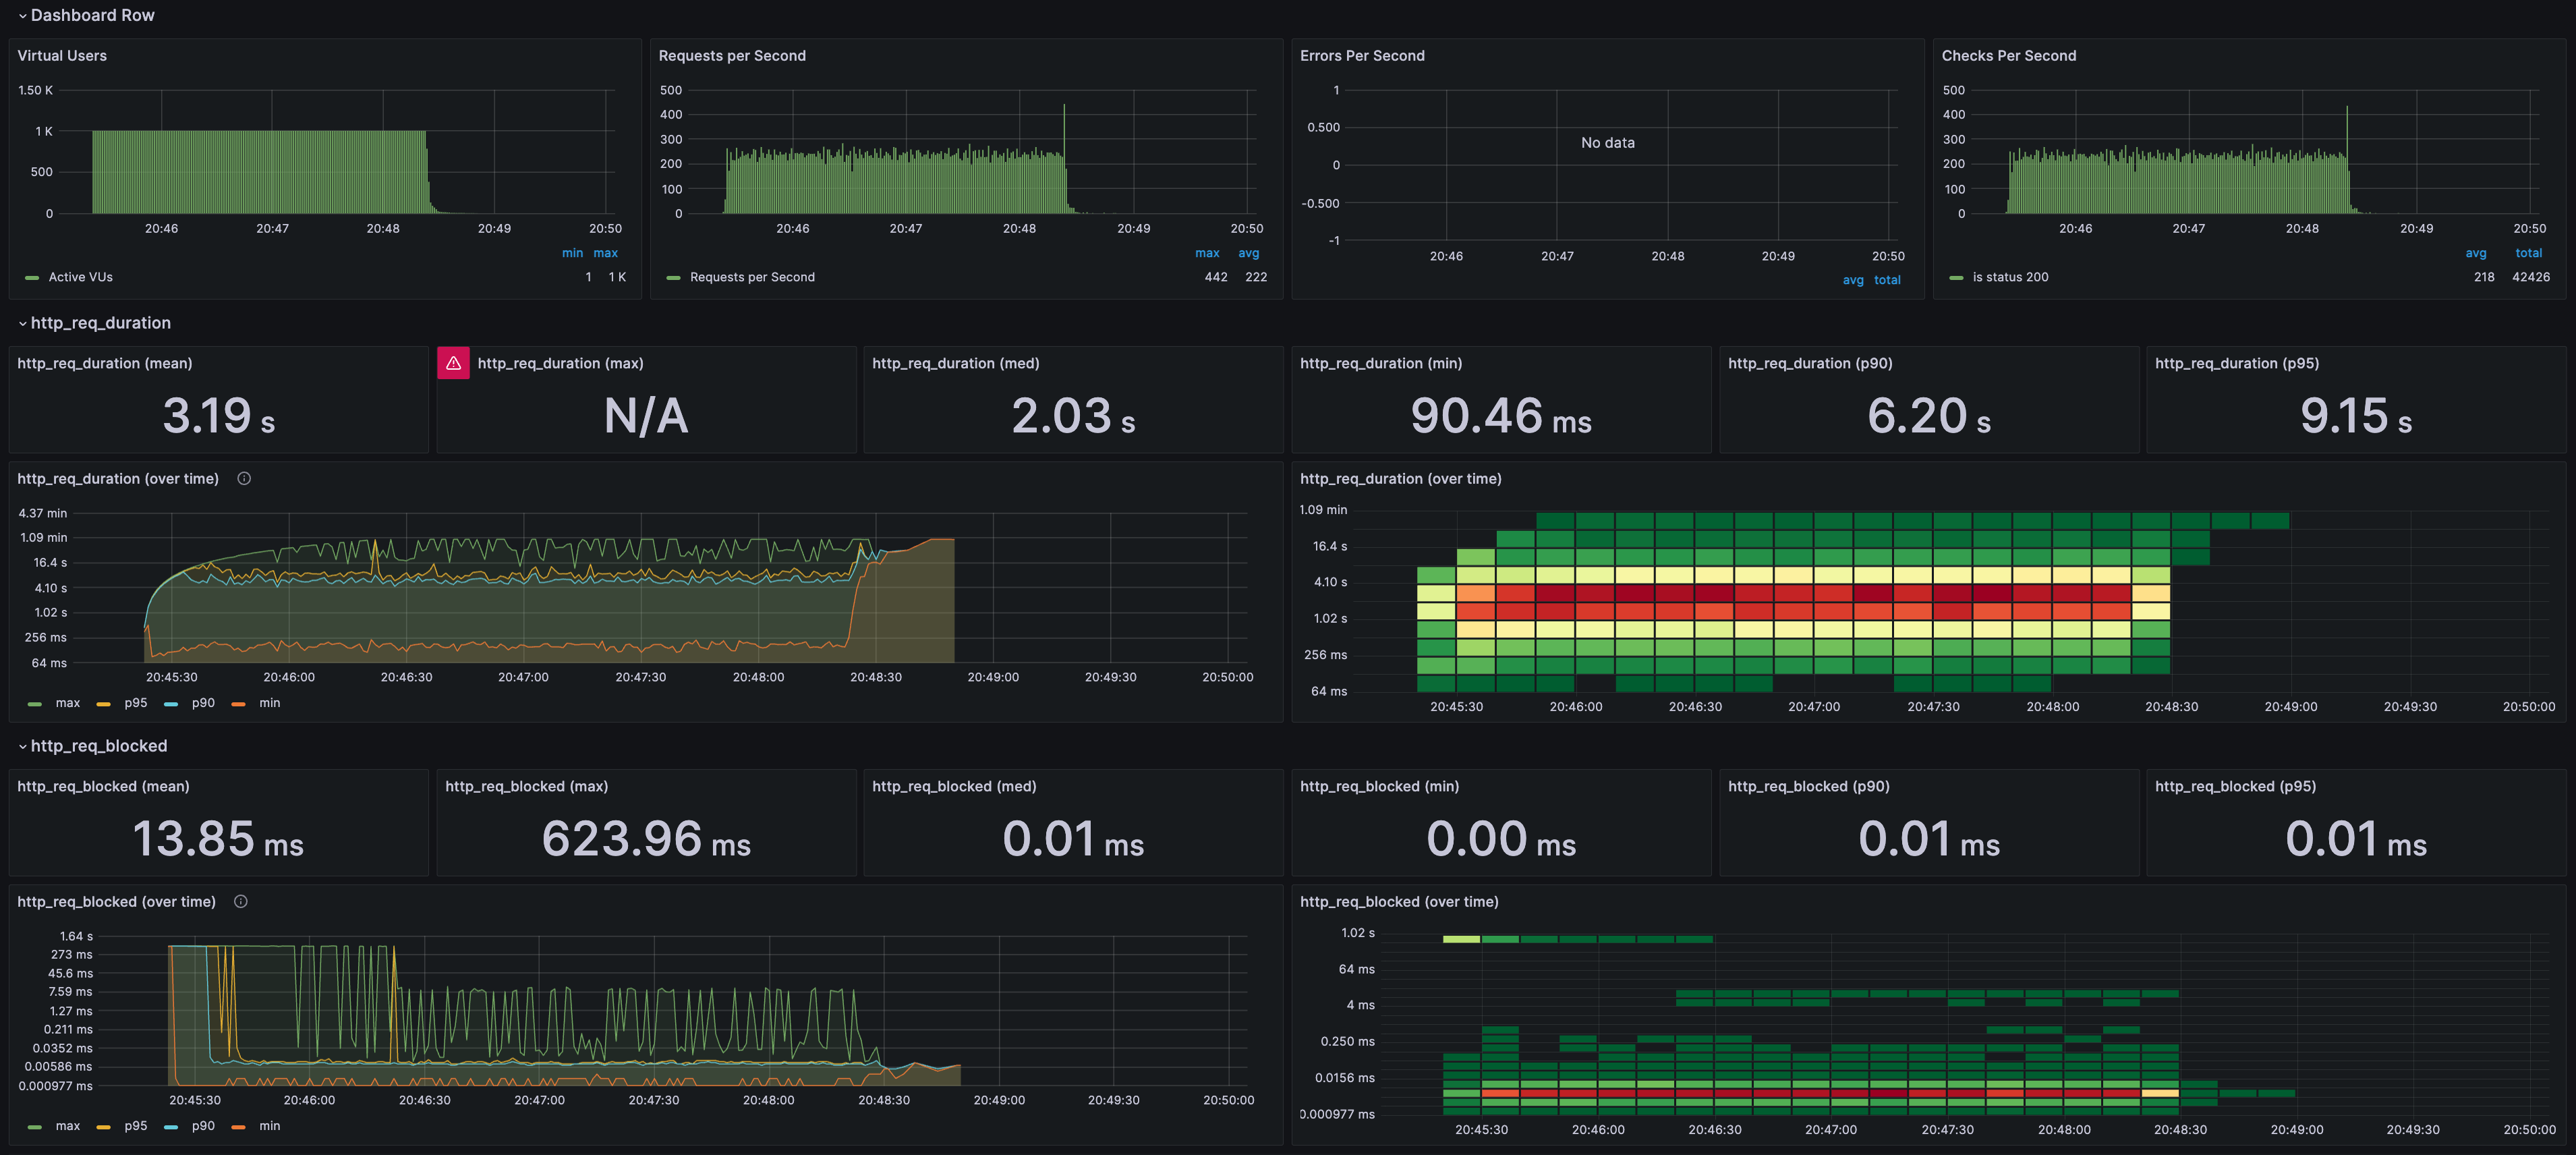 Dashboard Row
Virtual Users
1.50 K
1 K
500
0
20:46 20:47 20:48 20:49 20:50
min max
Active VUs 1 1 K
Requests per Second
500
400
300
200
100
0
20:46 20:47 20:48 20:49 20:50
max avg
Requests per Second 442 222
Errors Per Second
1
0.500
0
-0.500
-1
No data
20:46 20:47 20:48 20:49 20:50
avg total
Checks Per Second
500
400
300
200
100
0
20:46 20:47 20:48 20:49 20:50
avg total
is status 200 218 42426
http_req_duration
http_req_duration (mean)
3.19 s
http_req_duration (max)
N/A
http_req_duration (med)
2.03 s
http_req_duration (min)
90.46 ms
http_req_duration (p90)
6.20 s
http_req_duration (p95)
9.15 s
http_req_duration (over time)
4.37 min
1.09 min
16.4 s
4.10 s
1.02 s
256 ms
64 ms
20:45:30 20:46:00 20:46:30 20:47:00 20:47:30 20:48:00 20:48:30 20:49:00 20:49:30 20:50:00
max p95 p90 min
http_req_duration (over time)
1.09 min
16.4 s
4.10 s
1.02 s
256 ms
64 ms
20:45:30 20:46:00 20:46:30 20:47:00 20:47:30 20:48:00 20:48:30 20:49:00 20:49:30 20:50:00
http_req_blocked
http_req_blocked (mean)
13.85 ms
http_req_blocked (max)
623.96 ms
http_req_blocked (med)
0.01 ms
http_req_blocked (min)
0.00 ms
http_req_blocked (p90)
0.01 ms
http_req_blocked (p95)
0.01 ms
http_req_blocked (over time)
1.64 s
273 ms
45.6 ms
7.59 ms
1.27 ms
0.211 ms
0.0352 ms
0.00586 ms
0.000977 ms
20:45:30 20:46:00 20:46:30 20:47:00 20:47:30 20:48:00 20:48:30 20:49:00 20:49:30 20:50:00
max p95 p90 min
http_req_blocked (over time)
1.02 s
64 ms
4 ms
0.250 ms
0.0156 ms
0.000977 ms
20:45:30 20:46:00 20:46:30 20:47:00 20:47:30 20:48:00 20:48:30 20:49:00 20:49:30 20:50:00